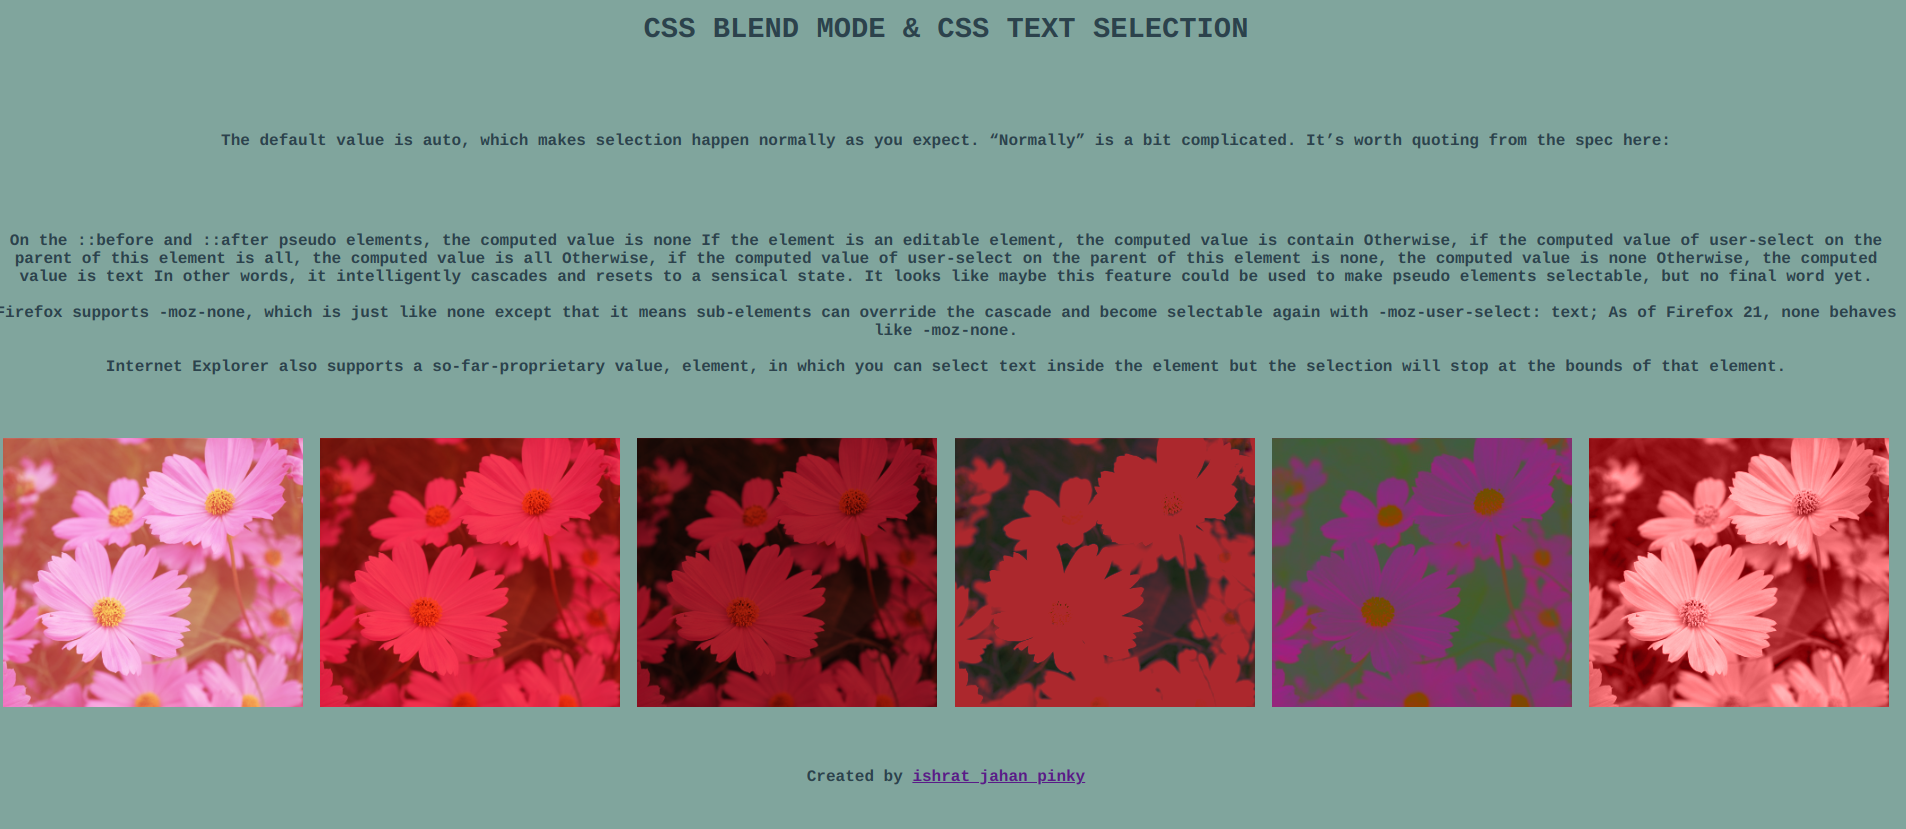 CSS BLEND MODE & CSS TEXT SELECTION
The default value is auto, which makes selection happen normally as you expect. “Normally” is a bit complicated. It’s worth quoting from the spec here:
On the ::before and ::after pseudo elements, the computed value is none If the element is an editable element, the computed value is contain Otherwise, if the computed value of user-select on the
parent of this element is all, the computed value is all Otherwise, if the computed value of user-select on the parent of this element is none, the computed value is none Otherwise, the computed
value is text In other words, it intelligently cascades and resets to a sensical state. It looks like maybe this feature could be used to make pseudo elements selectable, but no final word yet.
Firefox supports -moz-none, which is just like none except that it means sub-elements can override the cascade and become selectable again with -moz-user-select: text; As of Firefox 21, none behaves
like -moz-none.
Internet Explorer also supports a so-far-proprietary value, element, in which you can select text inside the element but the selection will stop at the bounds of that element.
Created by ishrat jahan pinky